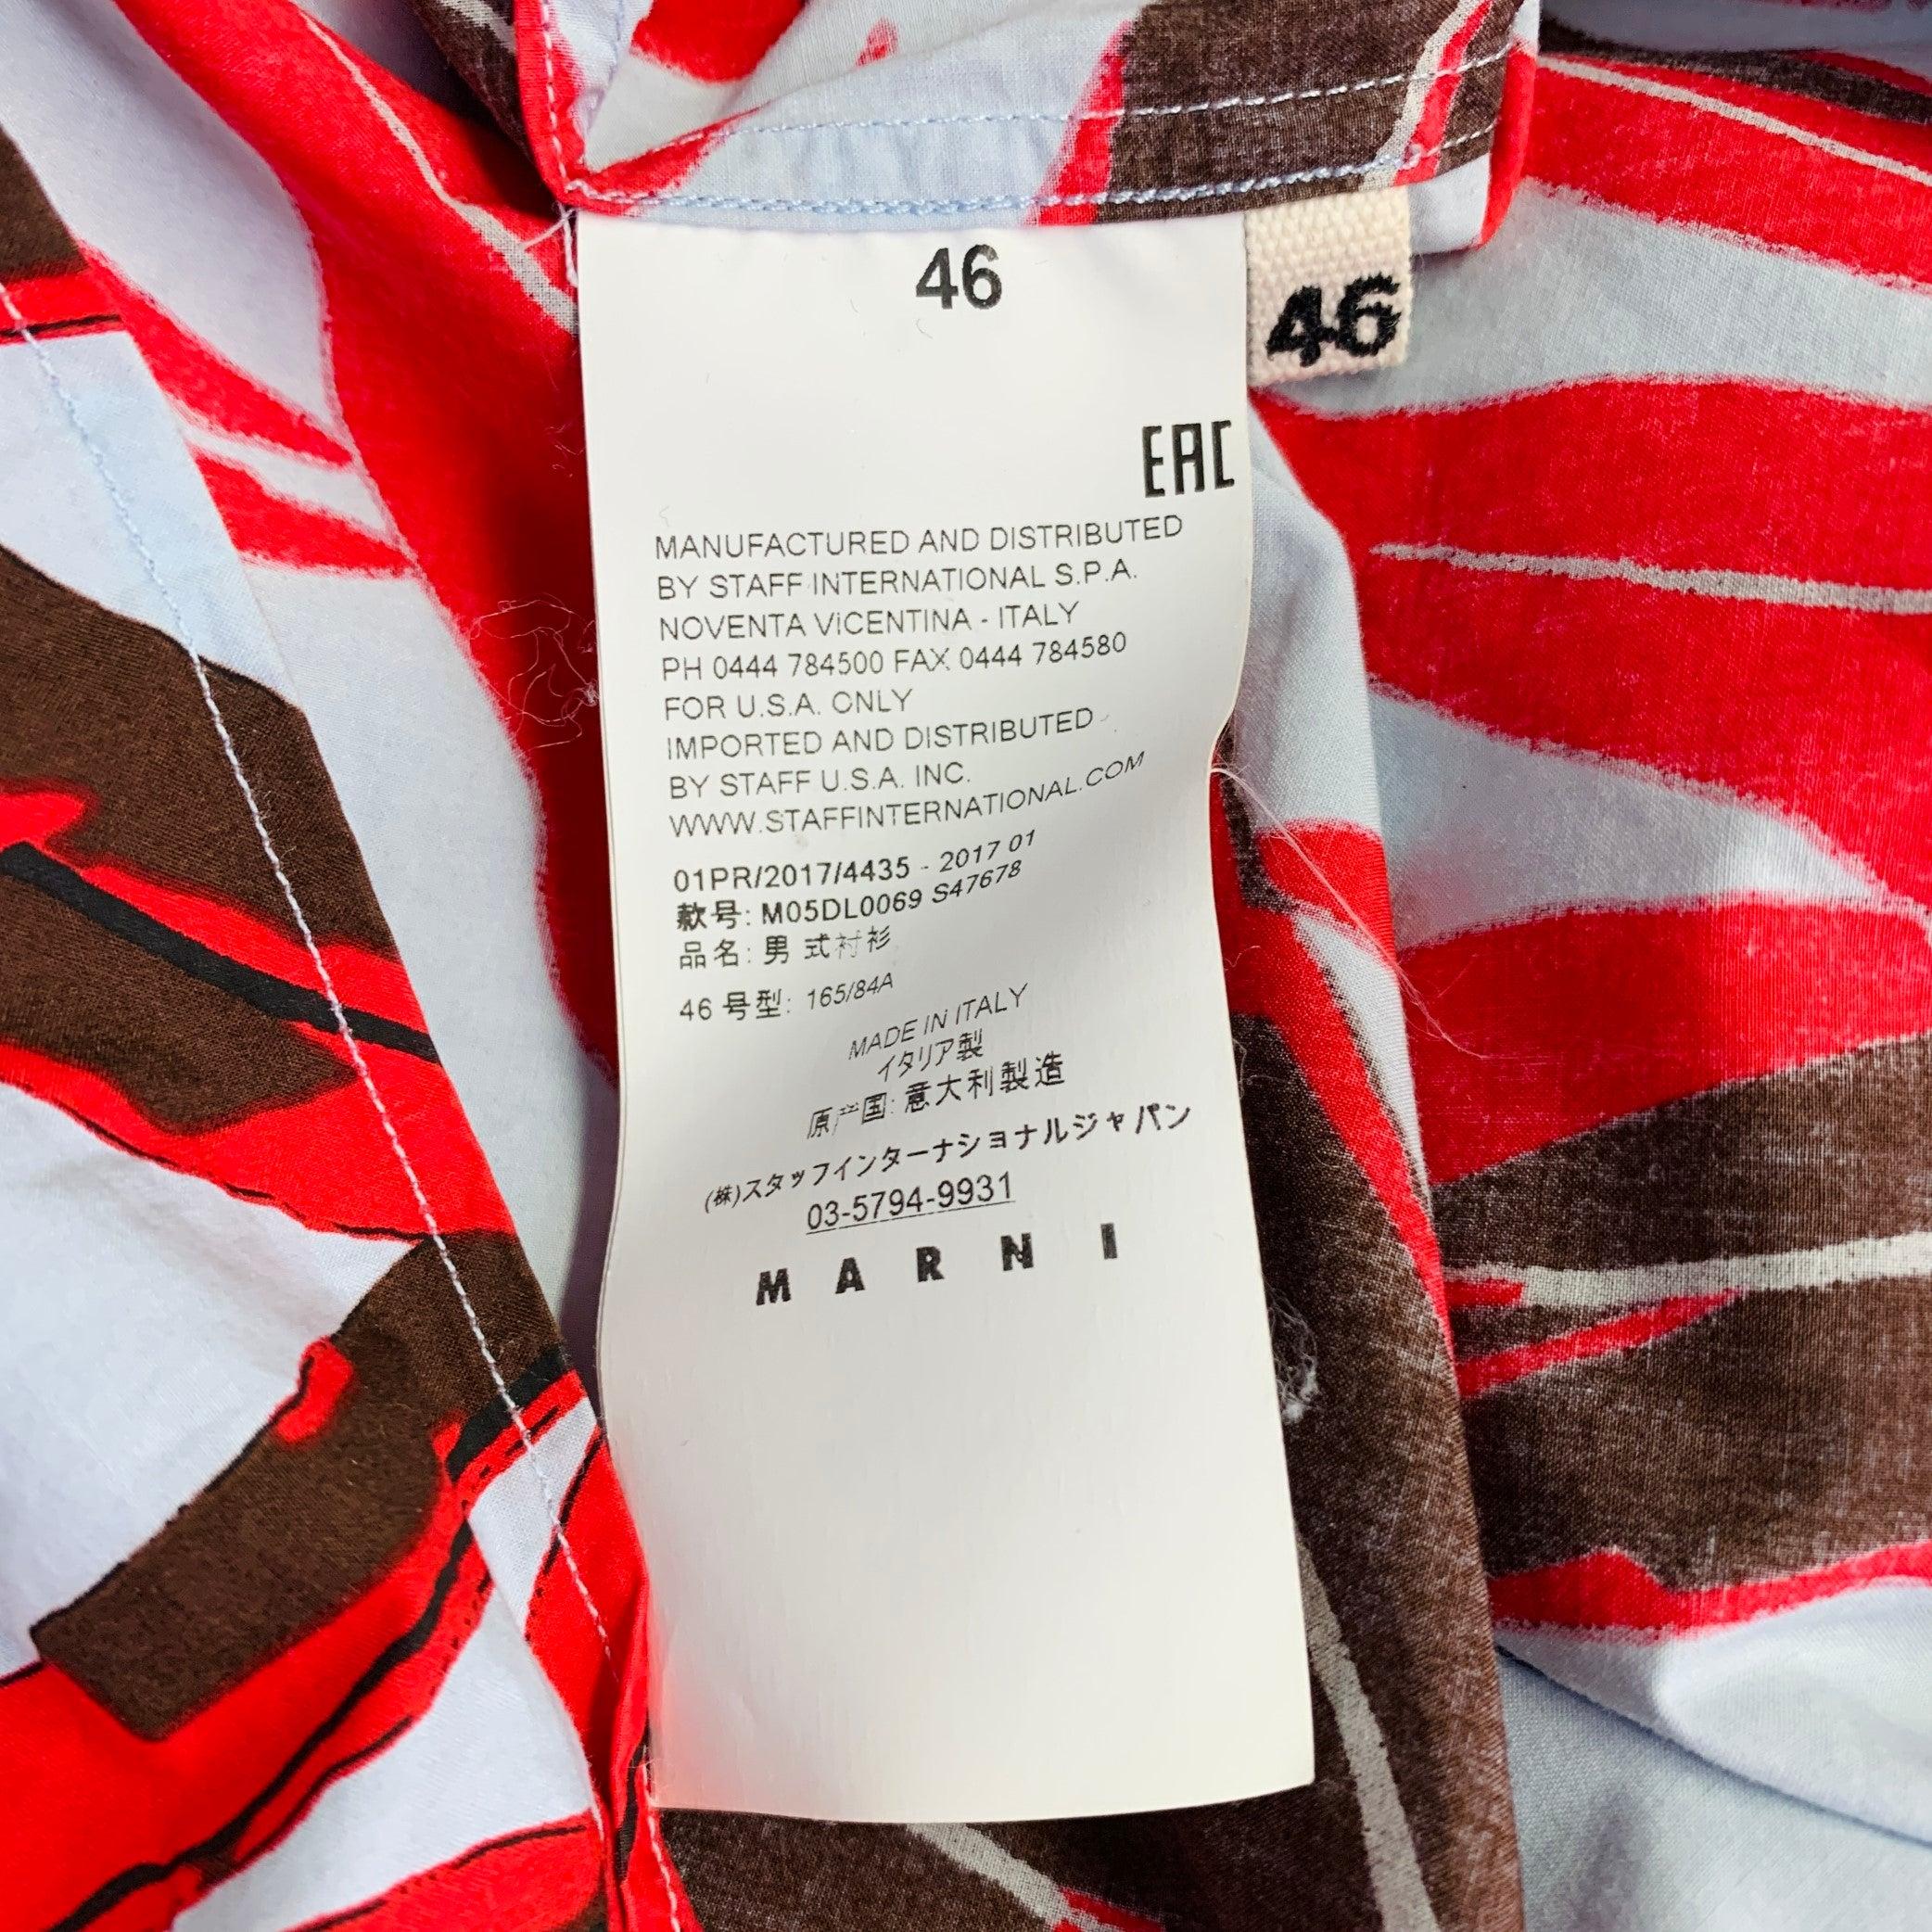 46
46
EAC
MANUFACTURED AND DISTRIBUTED
BY STAFF INTERNATIONAL S.P.A.
NOVENTA VICENTINA - ITALY
PH 0444 784500 FAX 0444 784580
FOR U.S.A. ONLY
IMPORTED AND DISTRIBUTED
BY STAFF U.S.A. INC.
WWW.STAFFINTERNATIONAL.COM
01PR/2017/4435 - 2017 01
款号: M05DL0069 S47678
品名: 男 式衬衫
46 号型: 165/84A
MADE IN ITALY
イタリア製
原产国: 意大利製造
(株)スタッフインターナショナルジャパン
03-5794-9931
MARNI